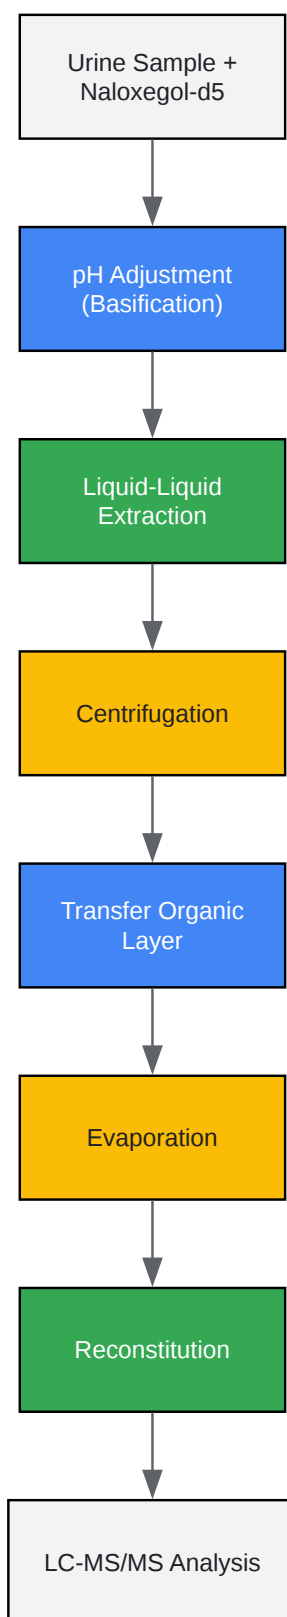 Urine Sample +
Naloxegol-d5
pH Adjustment
(Basification)
Liquid-Liquid
Extraction
Centrifugation
Transfer Organic
Layer
Evaporation
Reconstitution
LC-MS/MS Analysis